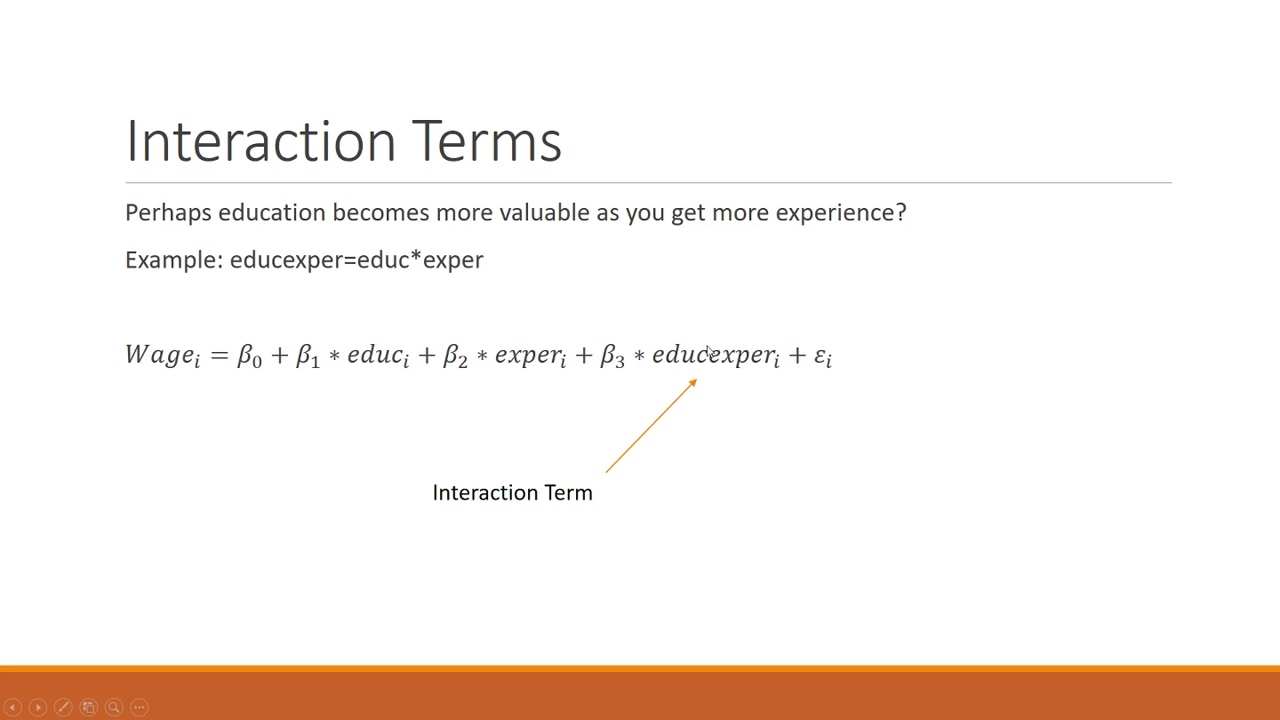 Interaction Terms
Perhaps education becomes more valuable as you get more experience?
Example: educexper=educ*exper
𝑊𝑎𝑔𝑒ᵢ = β₀ + β₁ * educᵢ + β₂ * experᵢ + β₃ * educexperᵢ + εᵢ
Interaction Term